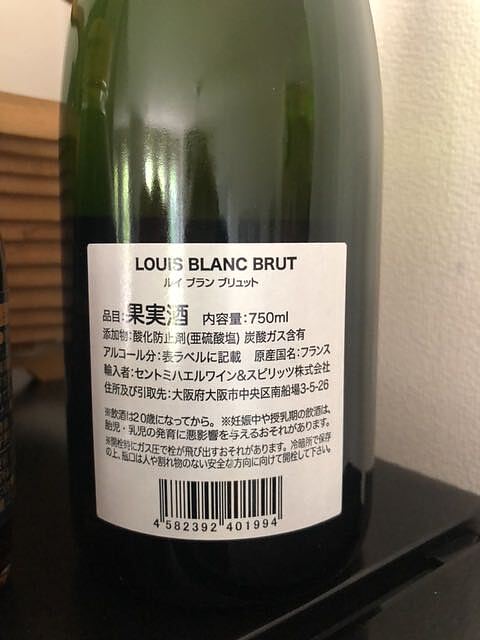 LOUIS BLANC BRUT
ルイ ブラン ブリュット
品目:果実酒 内容量:750ml
添加物:酸化防止剤(亜硫酸塩) 炭酸ガス含有
アルコール分:表ラベルに記載 原産国名:フランス
輸入者:セントミハエルワイン&スピリッツ株式会社
住所及び引取先:大阪府大阪市中央区南船場3-5-26
※飲酒は20歳になってから。※妊娠中や授乳期の飲酒は、
胎児・乳児の発育に悪影響を与えるおそれがあります。
※開栓時にガス圧で栓が飛び出すおそれがあります。冷暗所で保存
の上、瓶口は人や割れ物のない安全な方向に向けて開栓して下さい。
4 582392 401994